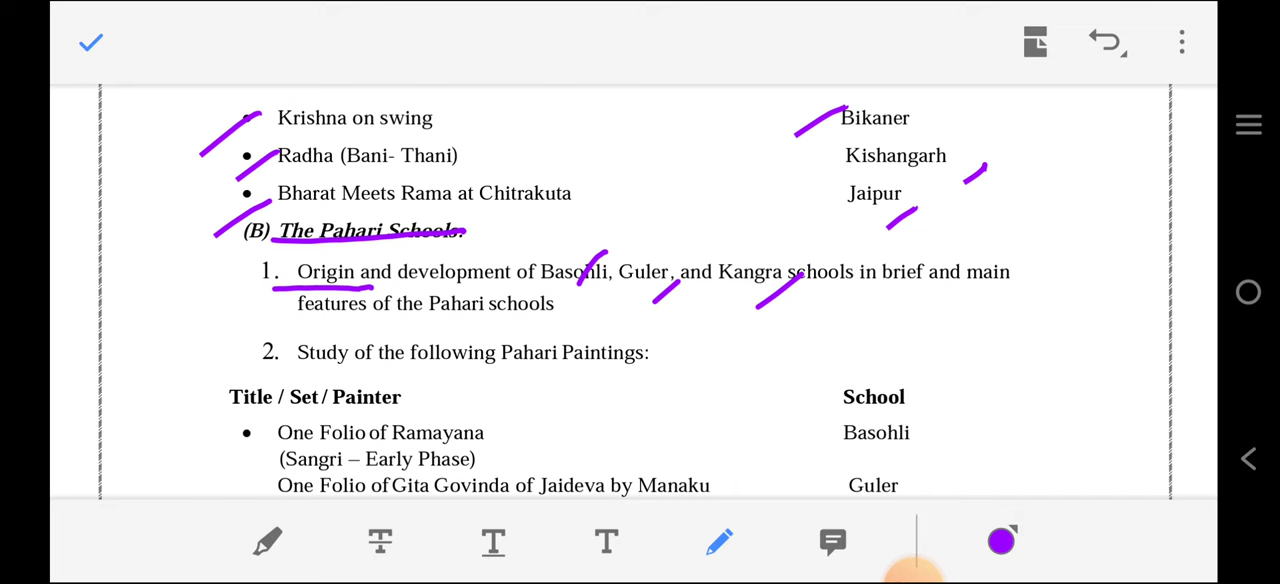 Krishna on swing Bikaner
Radha (Bani- Thani) Kishangarh
Bharat Meets Rama at Chitrakuta Jaipur
(B) The Pahari Schools:
1. Origin and development of Basohli, Guler, and Kangra schools in brief and main
features of the Pahari schools
2. Study of the following Pahari Paintings:
Title / Set / Painter School
One Folio of Ramayana Basohli
(Sangri – Early Phase)
One Folio of Gita Govinda of Jaideva by Manaku Guler